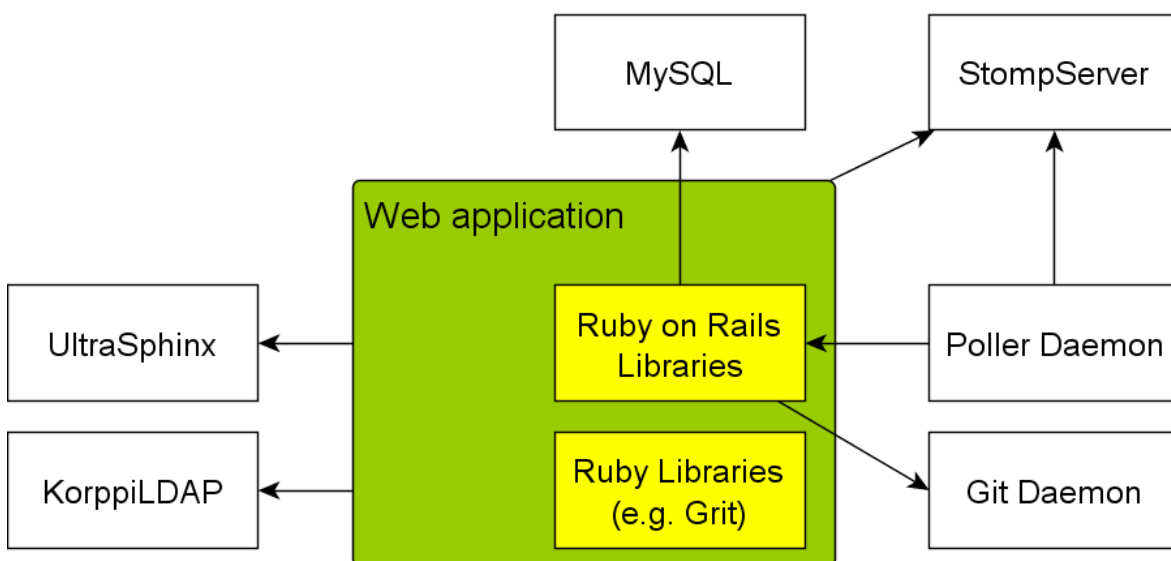 MySQL
StompServer
Web application
UltraSphinx
Ruby on Rails
Libraries
Poller Daemon
KorppiLDAP
Ruby Libraries
(e.g. Grit)
Git Daemon